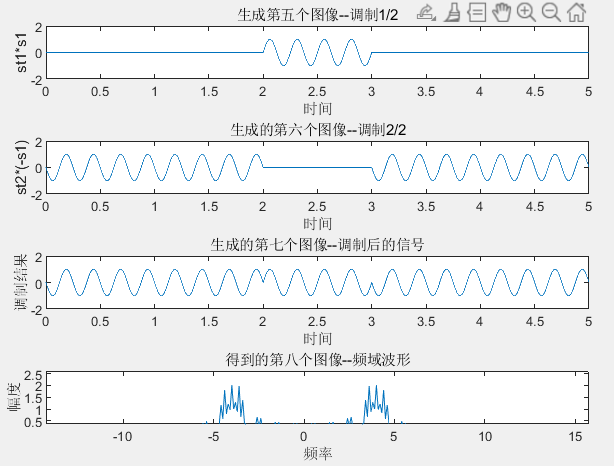 生成第五个图像--调制1/2
st1*s1
2
0
-2
0 0.5 1 1.5 2 2.5 3 3.5 4 4.5 5
时间
生成的第六个图像--调制2/2
st2*(-s1)
2
0
-2
0 0.5 1 1.5 2 2.5 3 3.5 4 4.5 5
时间
生成的第七个图像--调制后的信号
调制结果
2
0
-2
0 0.5 1 1.5 2 2.5 3 3.5 4 4.5 5
时间
得到的第八个图像--频域波形
幅度
2.5
2
1.5
1
0.5
-10 -5 0 5 10 15
频率